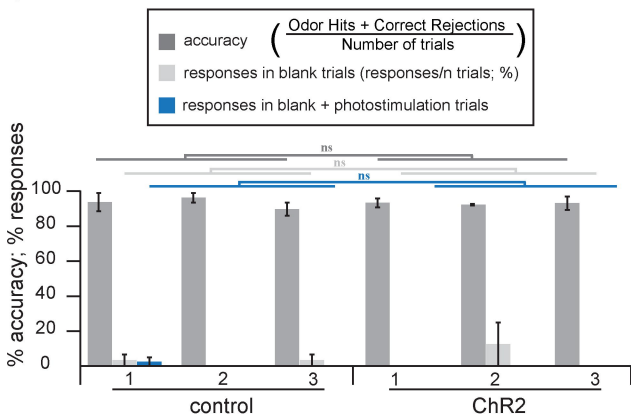 accuracy ( Odor Hits + Correct Rejections / Number of trials )
responses in blank trials (responses/n trials; %)
responses in blank + photostimulation trials
ns
ns
ns
% accuracy; % responses
100
80
60
40
20
0
1 2 3 1 2 3
control ChR2